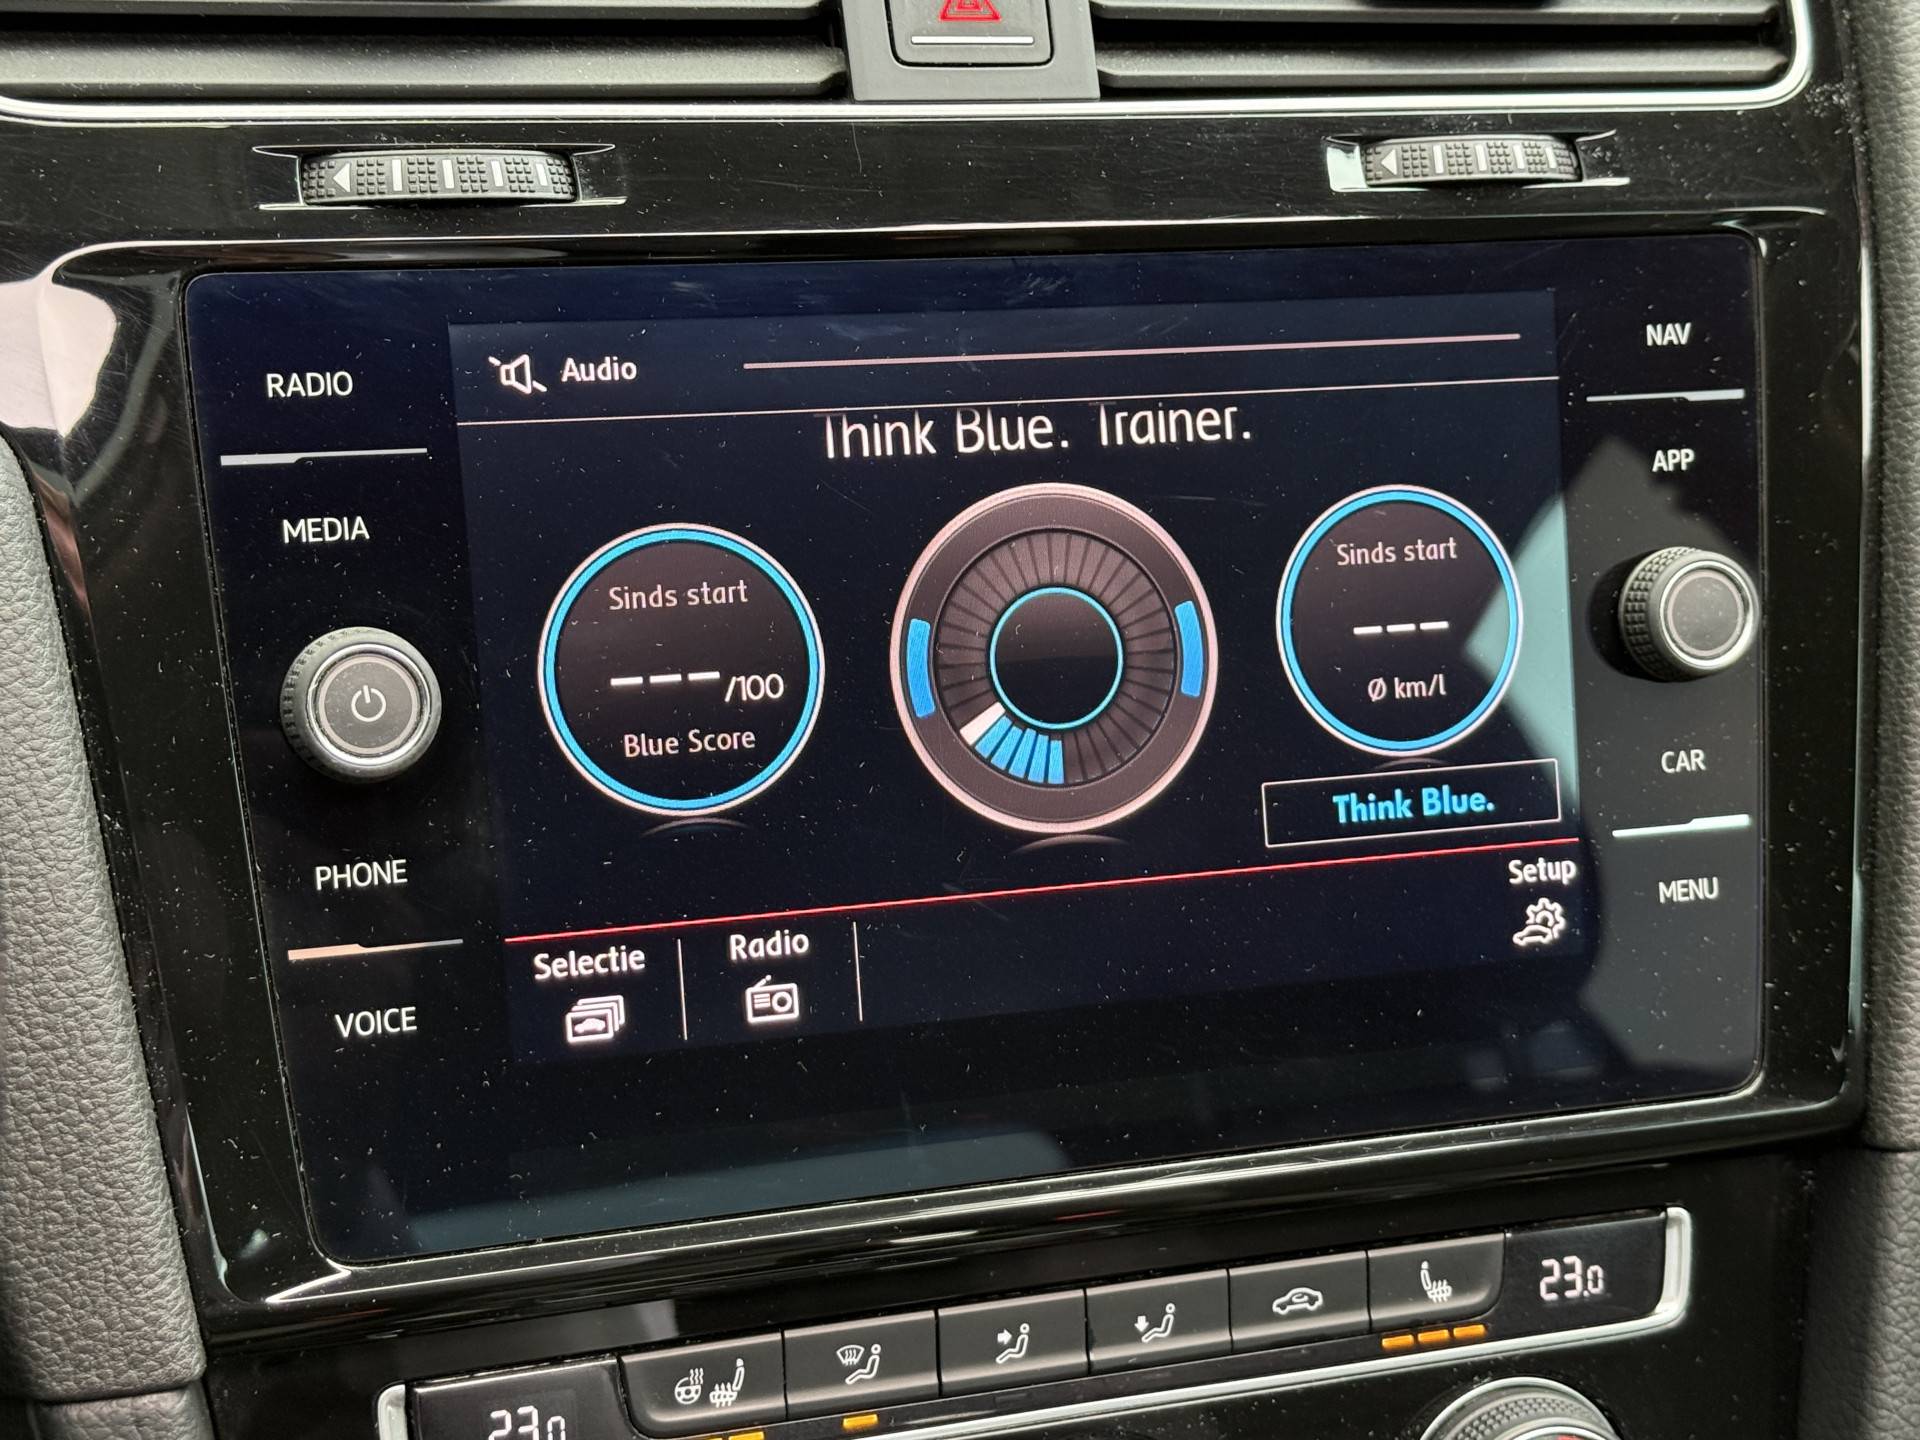 RADIO
MEDIA
PHONE
VOICE
Audio
Think Blue. Trainer.
Sinds start
--- /100
Blue Score
Sinds start
---
Ø km/l
Think Blue.
Selectie
Radio
Setup
NAV
APP
CAR
MENU
23.0
23.0